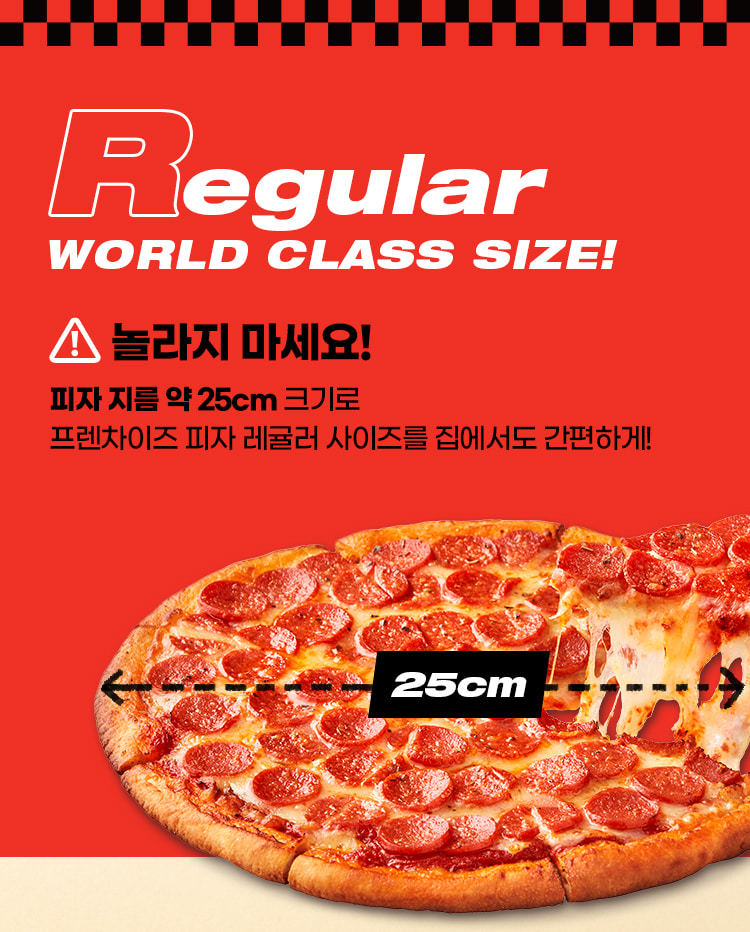 Regular
WORLD CLASS SIZE!
놀라지 마세요!
피자 지름 약 25cm 크기로
프렌차이즈 피자 레귤러 사이즈를 집에서도 간편하게!
25cm